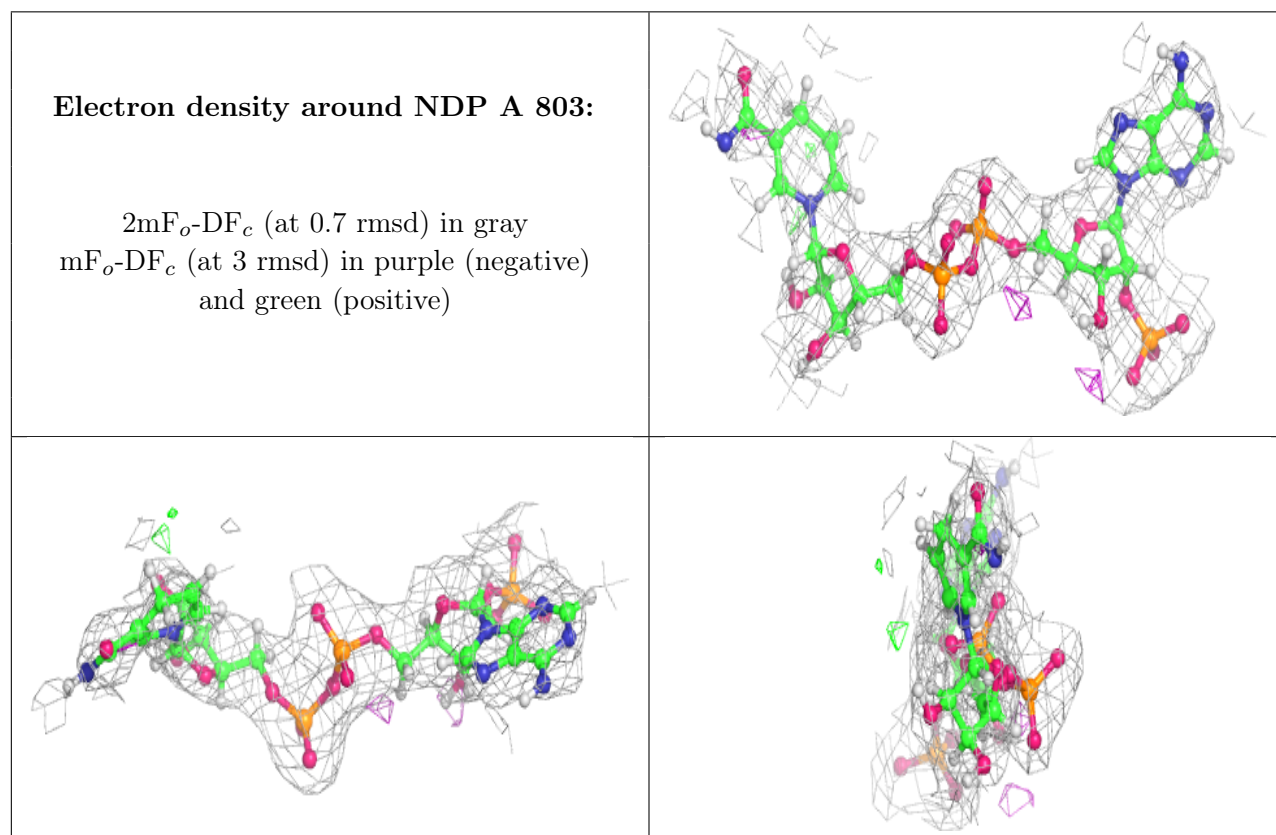 Electron density around NDP A 803:
2mFₒ-DF𝒸 (at 0.7 rmsd) in gray
mFₒ-DF𝒸 (at 3 rmsd) in purple (negative)
and green (positive)